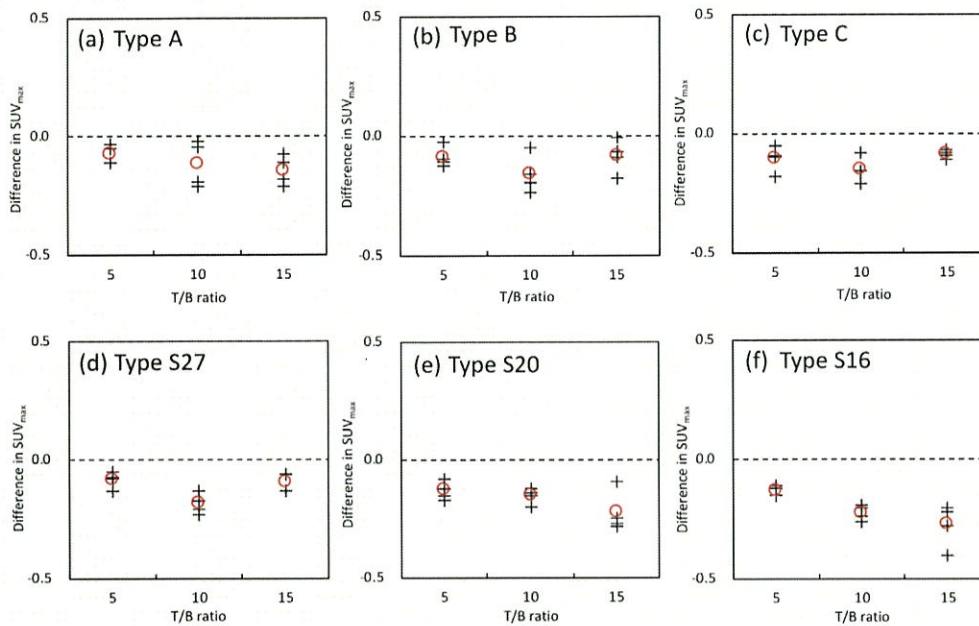 (a) Type A
0.5
0.0
-0.5
Difference in SUVmax
5 10 15
T/B ratio
(b) Type B
0.5
0.0
-0.5
Difference in SUVmax
5 10 15
T/B ratio
(c) Type C
0.5
0.0
-0.5
Difference in SUVmax
5 10 15
T/B ratio
(d) Type S27
0.5
0.0
-0.5
Difference in SUVmax
5 10 15
T/B ratio
(e) Type S20
0.5
0.0
-0.5
Difference in SUVmax
5 10 15
T/B ratio
(f) Type S16
0.5
0.0
-0.5
Difference in SUVmax
5 10 15
T/B ratio